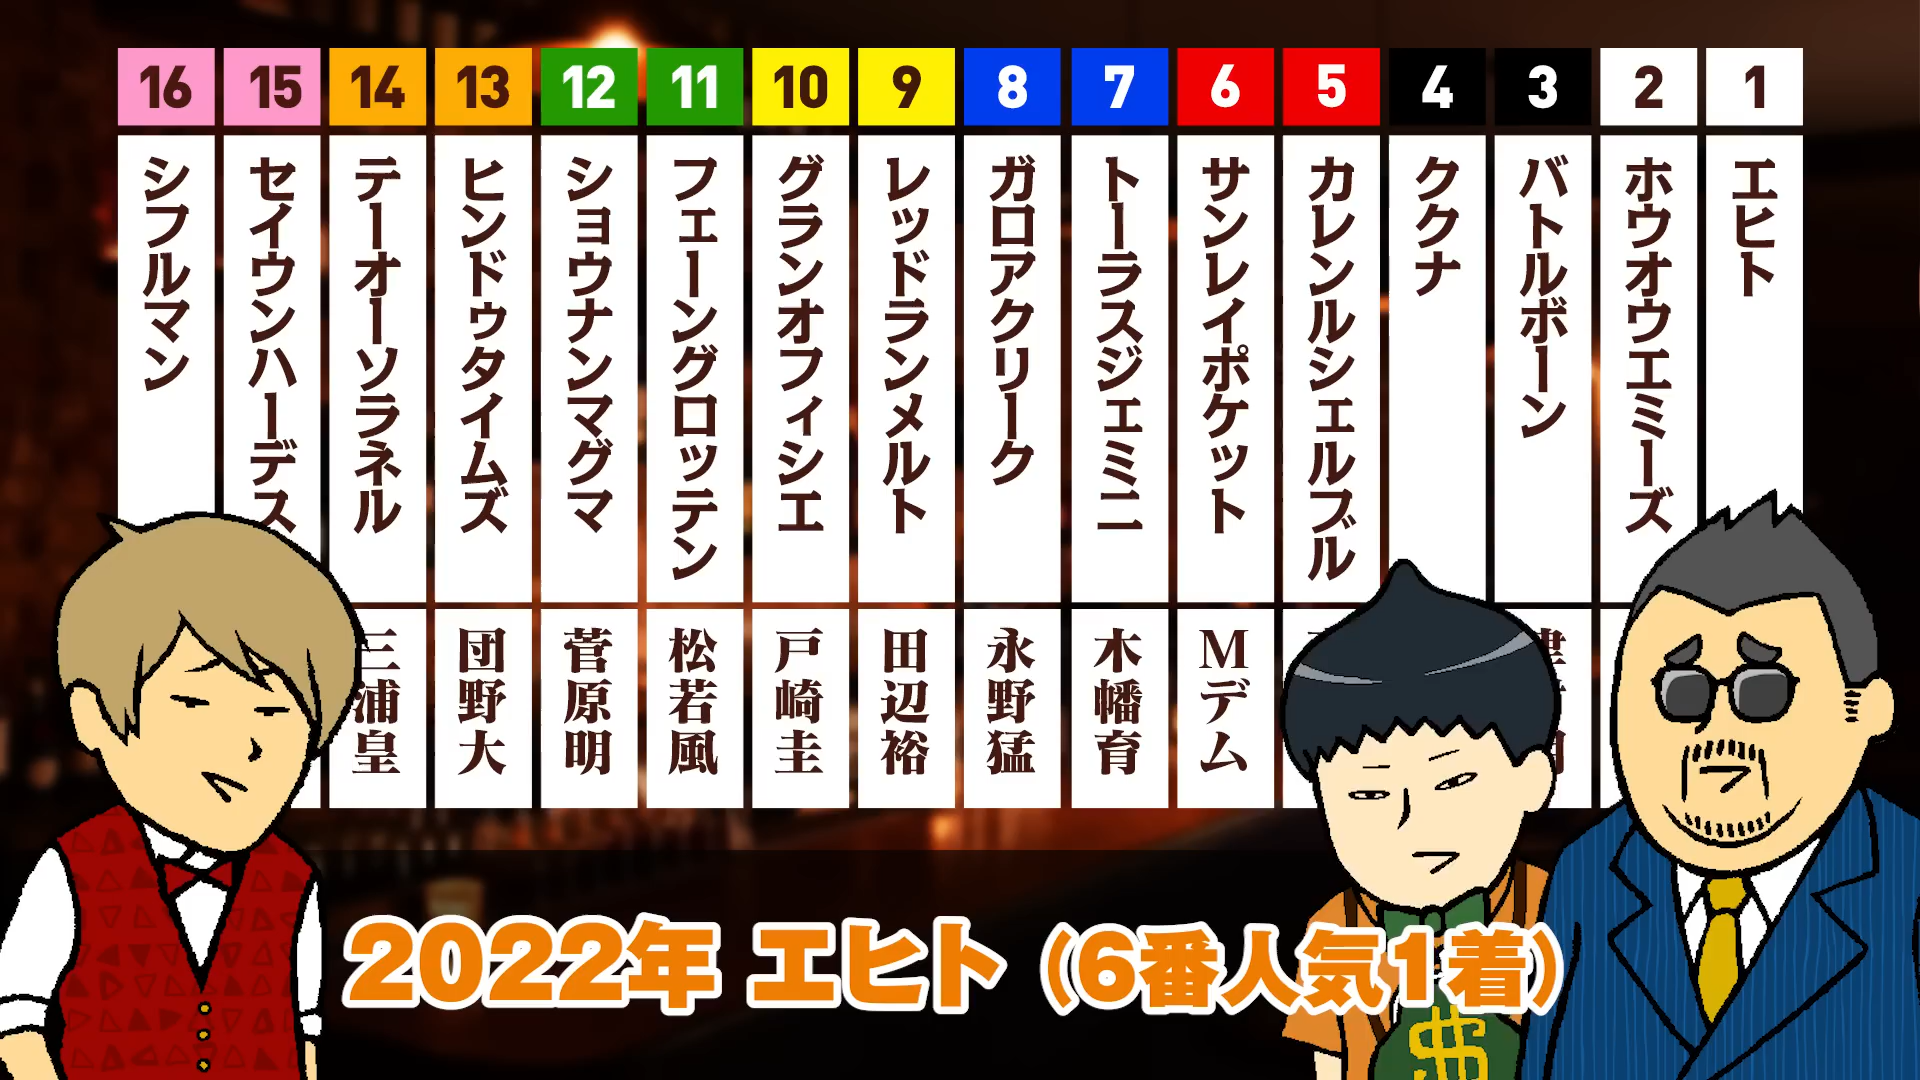 1
エヒト
2
ホウオウエミーズ
3
バトルボーン
4
ククナ
5
カレンルシェルブル
6
サンレイポケット
Mデム
7
トーラスジェミニ
木幡育
8
ガロアクリーク
永野猛
9
レッドランメルト
田辺裕
10
グランオフィシエ
戸崎圭
11
フェーングロッテン
松若風
12
ショウナンマグマ
菅原明
13
ヒンドゥタイムズ
団野大
14
テーオーソラネル
三浦皇
15
セイウンハーデス
16
シフルマン
2022年 エヒト（6番人気1着）
$